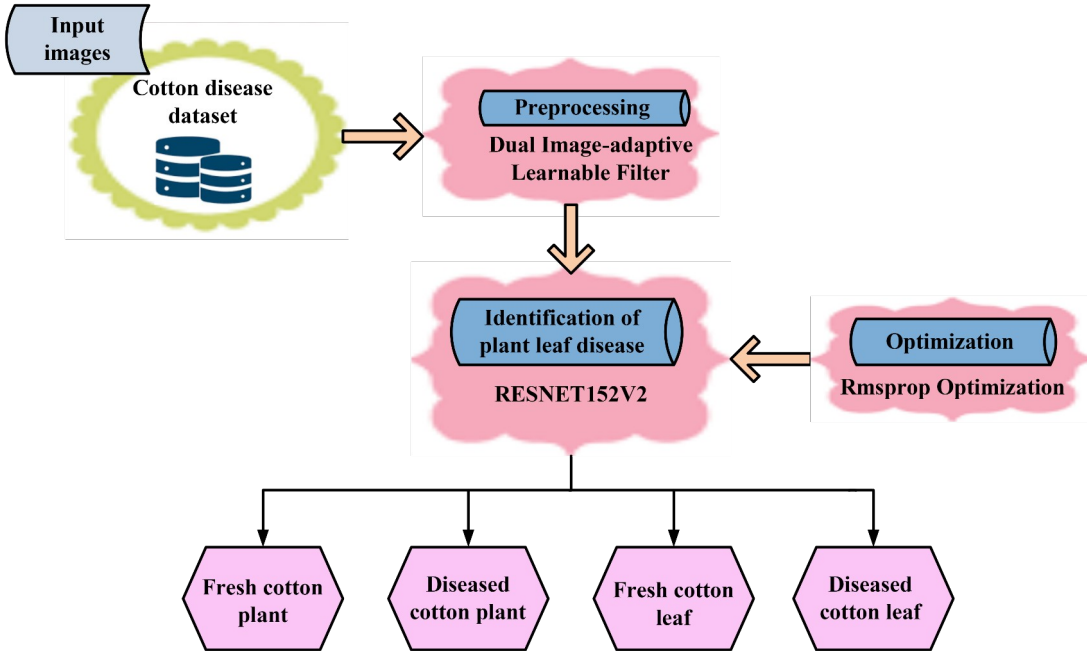 Input
images
Cotton disease
dataset
Preprocessing
Dual Image-adaptive
Learnable Filter
Identification of
plant leaf disease
RESNET152V2
Optimization
Rmsprop Optimization
Fresh cotton
plant
Diseased
cotton plant
Fresh cotton
leaf
Diseased
cotton leaf